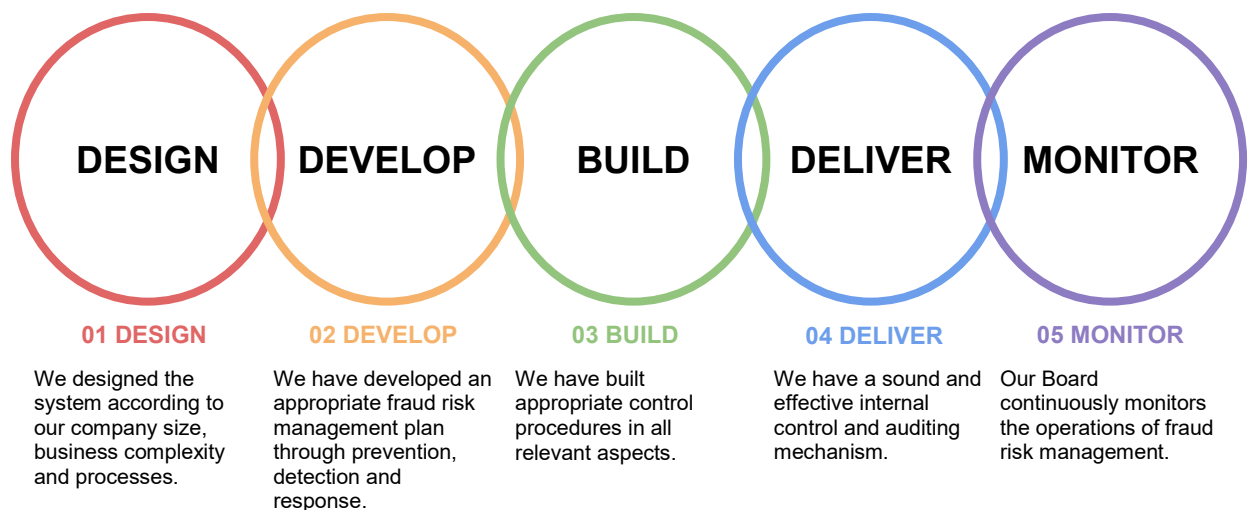 DESIGN
DEVELOP
BUILD
DELIVER
MONITOR
01 DESIGN
We designed the
system according to
our company size,
business complexity
and processes.
02 DEVELOP
We have developed an
appropriate fraud risk
management plan
through prevention,
detection and
response.
03 BUILD
We have built
appropriate control
procedures in all
relevant aspects.
04 DELIVER
We have a sound and
effective internal
control and auditing
mechanism.
05 MONITOR
Our Board
continuously monitors
the operations of fraud
risk management.